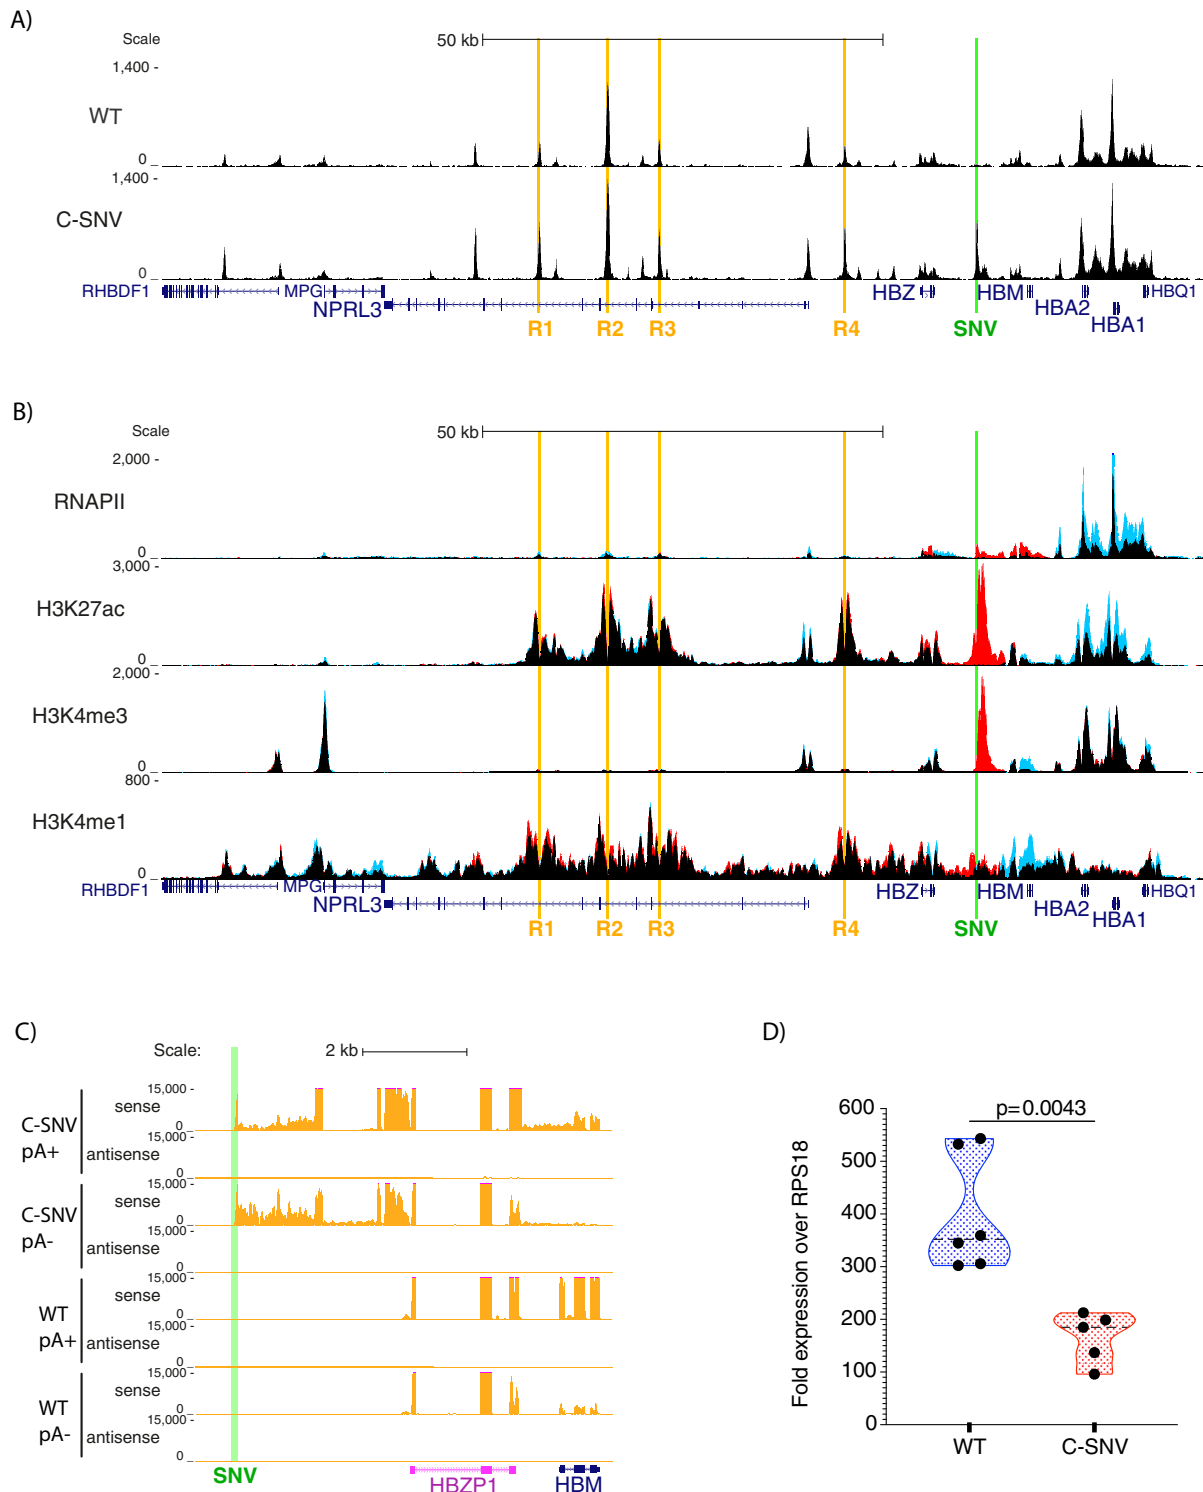 A)
Scale
50 kb
1,400 -
WT
0 _
1,400 -
C-SNV
0 _
RHBDF1
MPG
NPRL3
HBZ
HBM
HBA2
HBA1
HBQ1
R1
R2
R3
R4
SNV
B)
Scale
50 kb
2,000 -
RNAPII
0 _
3,000 -
H3K27ac
0 _
2,000 -
H3K4me3
0 _
800 -
H3K4me1
0 _
RHBDF1
MPG
NPRL3
HBZ
HBM
HBA2
HBA1
HBQ1
R1
R2
R3
R4
SNV
C)
Scale:
2 kb
C-SNV
pA+
15,000 -
sense
0 _
15,000 -
antisense
0 _
C-SNV
pA-
15,000 -
sense
0 _
15,000 -
antisense
0 _
WT
pA+
15,000 -
sense
0 _
15,000 -
antisense
0 _
WT
pA-
15,000 -
sense
0 _
15,000 -
antisense
0 _
SNV
HBZP1
HBM
D)
p=0.0043
Fold expression over RPS18
600
500
400
300
200
100
0
WT
C-SNV